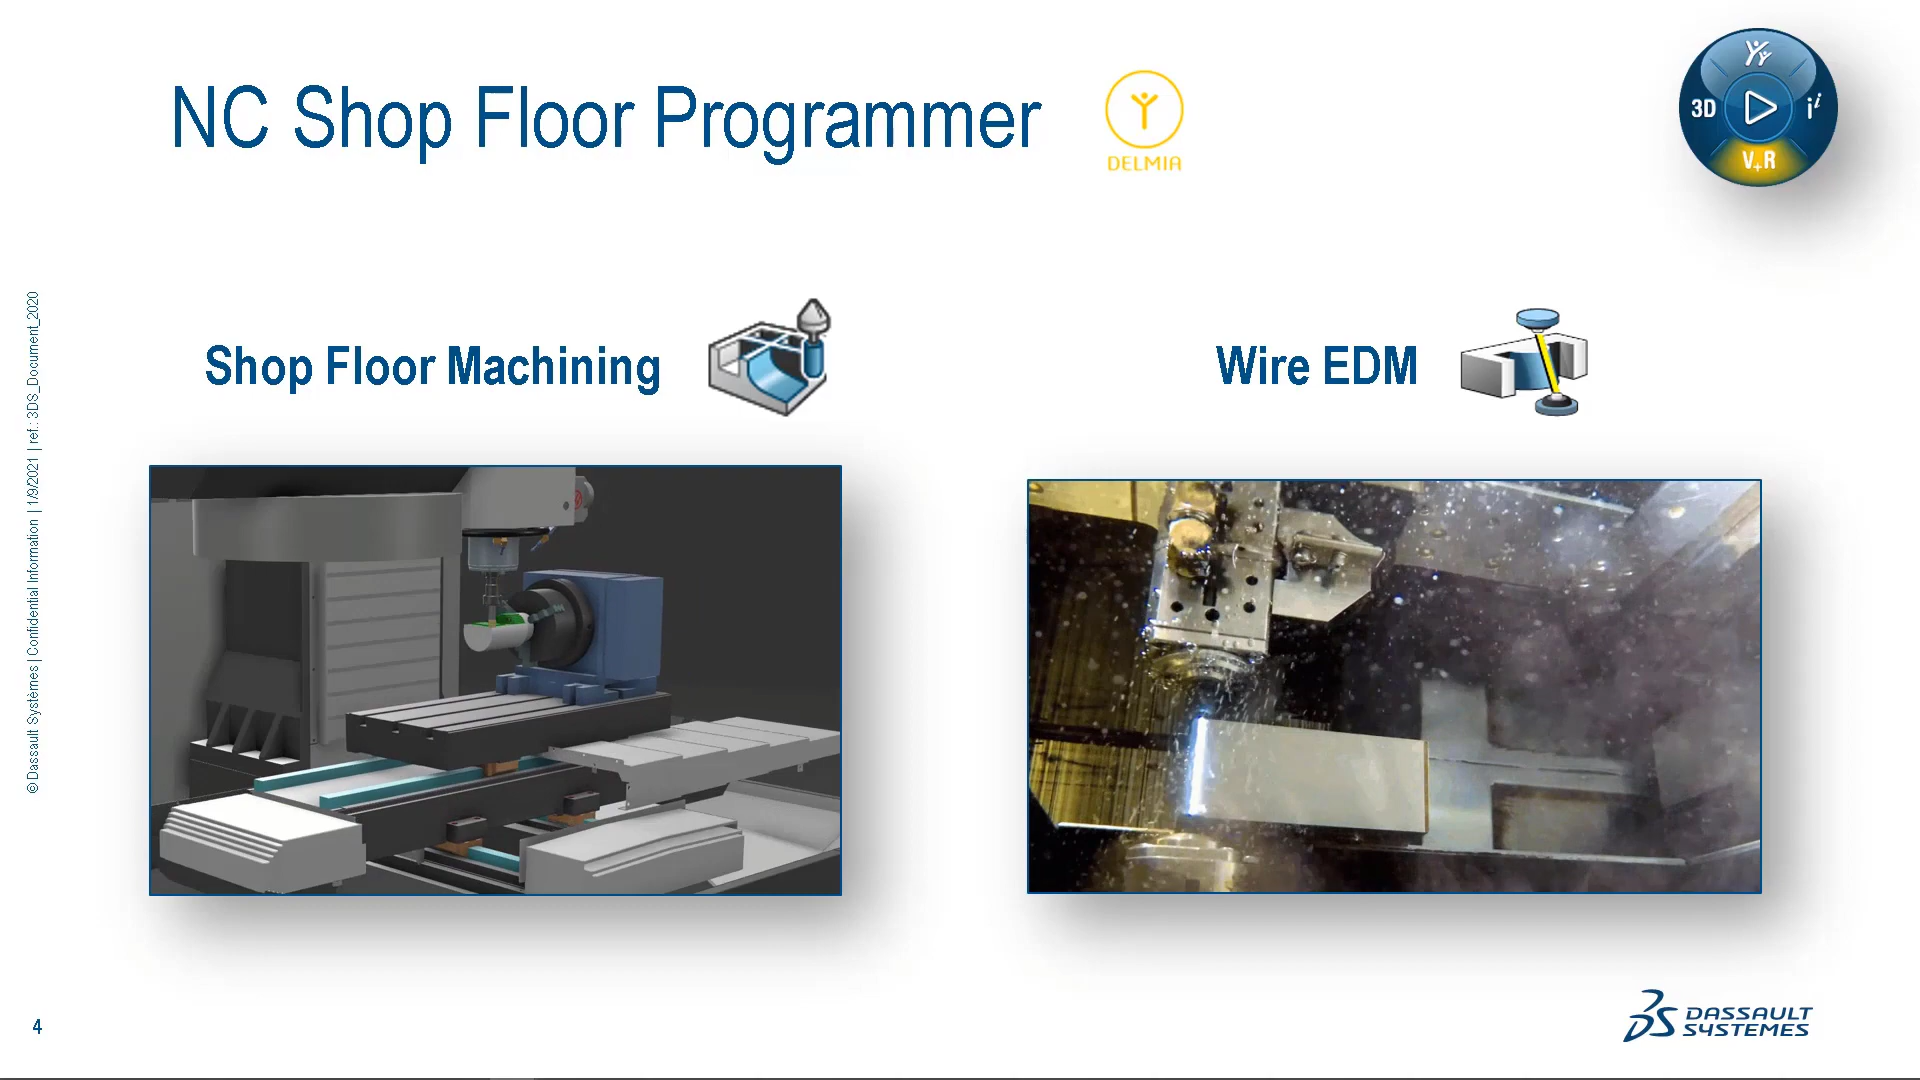 NC Shop Floor Programmer
DELMIA
3D
i
V+R
Shop Floor Machining
Wire EDM
© Dassault Systèmes | Confidential Information | 1/9/2021 | ref.: 3DS_Document_2020
4
DASSAULT
SYSTEMES